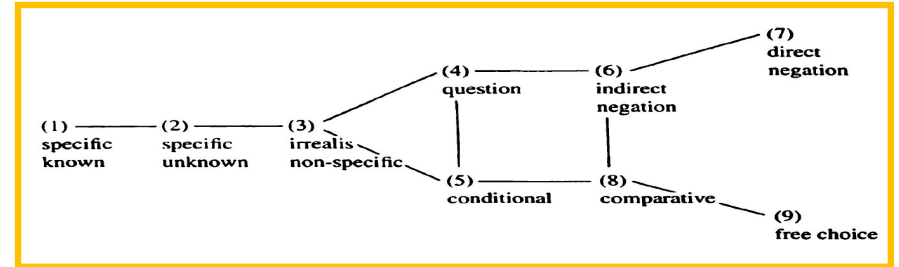 (7)
direct
negation
(4)
question
(6)
indirect
negation
(1)
specific
known
(2)
specific
unknown
(3)
irrealis
non-specific
(5)
conditional
(8)
comparative
(9)
free choice